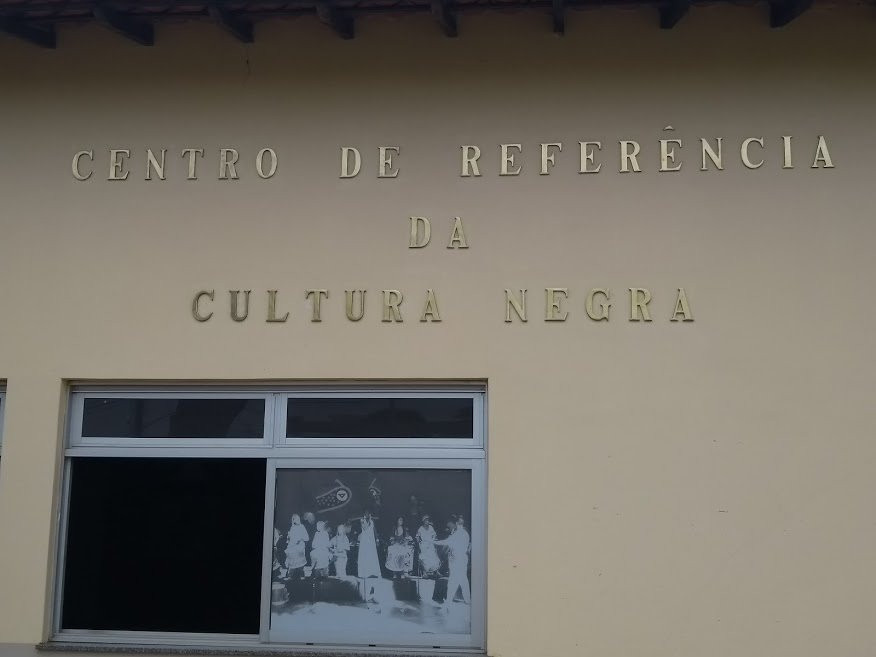 CENTRO DE REFERÊNCIA
DA
CULTURA NEGRA